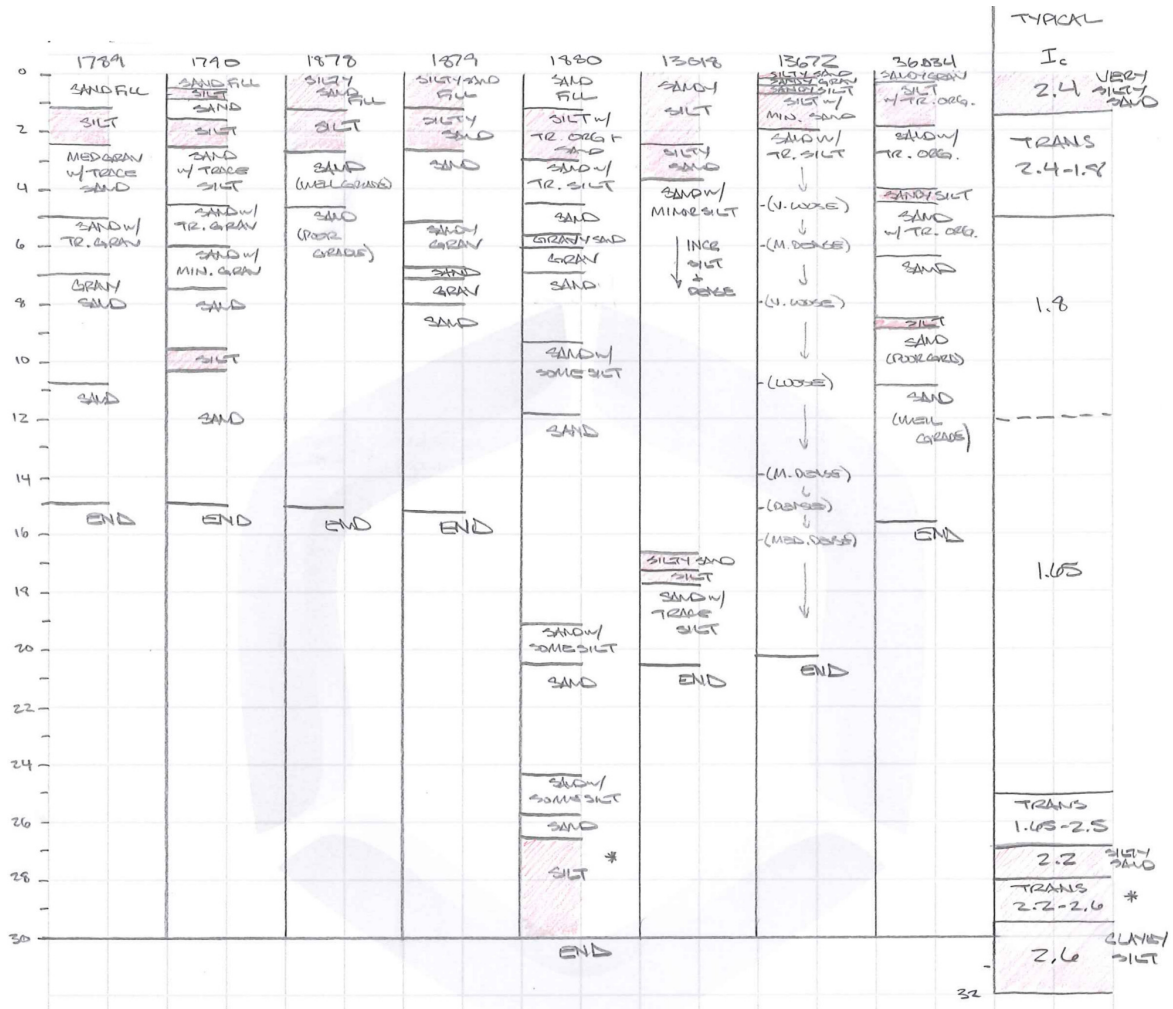 TYPICAL
1789
1790
1878
1879
1880
13018
13672
36034
Ic
0
2
4
6
8
10
12
14
16
18
20
22
24
26
28
30
32
SAND FILL
SILT
MED GRAV
W/ TRACE
SAND
SAND W/
TR. GRAV
GRAV
SAND
SAND
END
SAND FILL
SILT
SAND
SILT
SAND
W/ TRACE
SILT
SAND W/
TR. GRAV
SAND W/
MIN. GRAV
SAND
SILT
SAND
END
SILTY
SAND
FILL
SILT
SAND
(WELL GRADE)
SAND
(POOR
GRADE)
END
SILTY SAND
FILL
SILTY
SAND
SAND
SANDY
GRAV
SAND
GRAV
SAND
END
SAND
FILL
SILT W/
TR. ORG +
SAND
SAND W/
TR. SILT
SAND
GRAVY SAND
GRAV
SAND
SAND W/
SOME SILT
SAND
SAND W/
SOME SILT
SAND
SAND W/
SOME SILT
SAND
SILT
*
END
SANDY
SILT
SILTY
SAND
SAND W/
MINOR SILT
INCR
SILT
+
DENSE
SILTY SAND
SILT
SAND W/
TRACE
SILT
END
SILTY SAND
SANDY GRAV
SANDY SILT
SILT W/
MIN. SAND
SAND W/
TR. SILT
(V. LOOSE)
(M. DENSE)
(V. LOOSE)
(LOOSE)
(M. DENSE)
(DENSE)
(MED. DENSE)
END
SANDY GRAV
SILT
W/ TR. ORG.
SAND W/
TR. ORG.
SANDY SILT
SAND
W/ TR. ORG.
SAND
SILT
SAND
(POOR GRAD)
SAND
(WELL
GRADE)
END
2.4
VERY
SILTY
SAND
TRANS
2.4-1.8
1.8
1.65
TRANS
1.65-2.5
2.2
SILTY
SAND
TRANS
2.2-2.6
*
2.6
CLAYEY
SILT